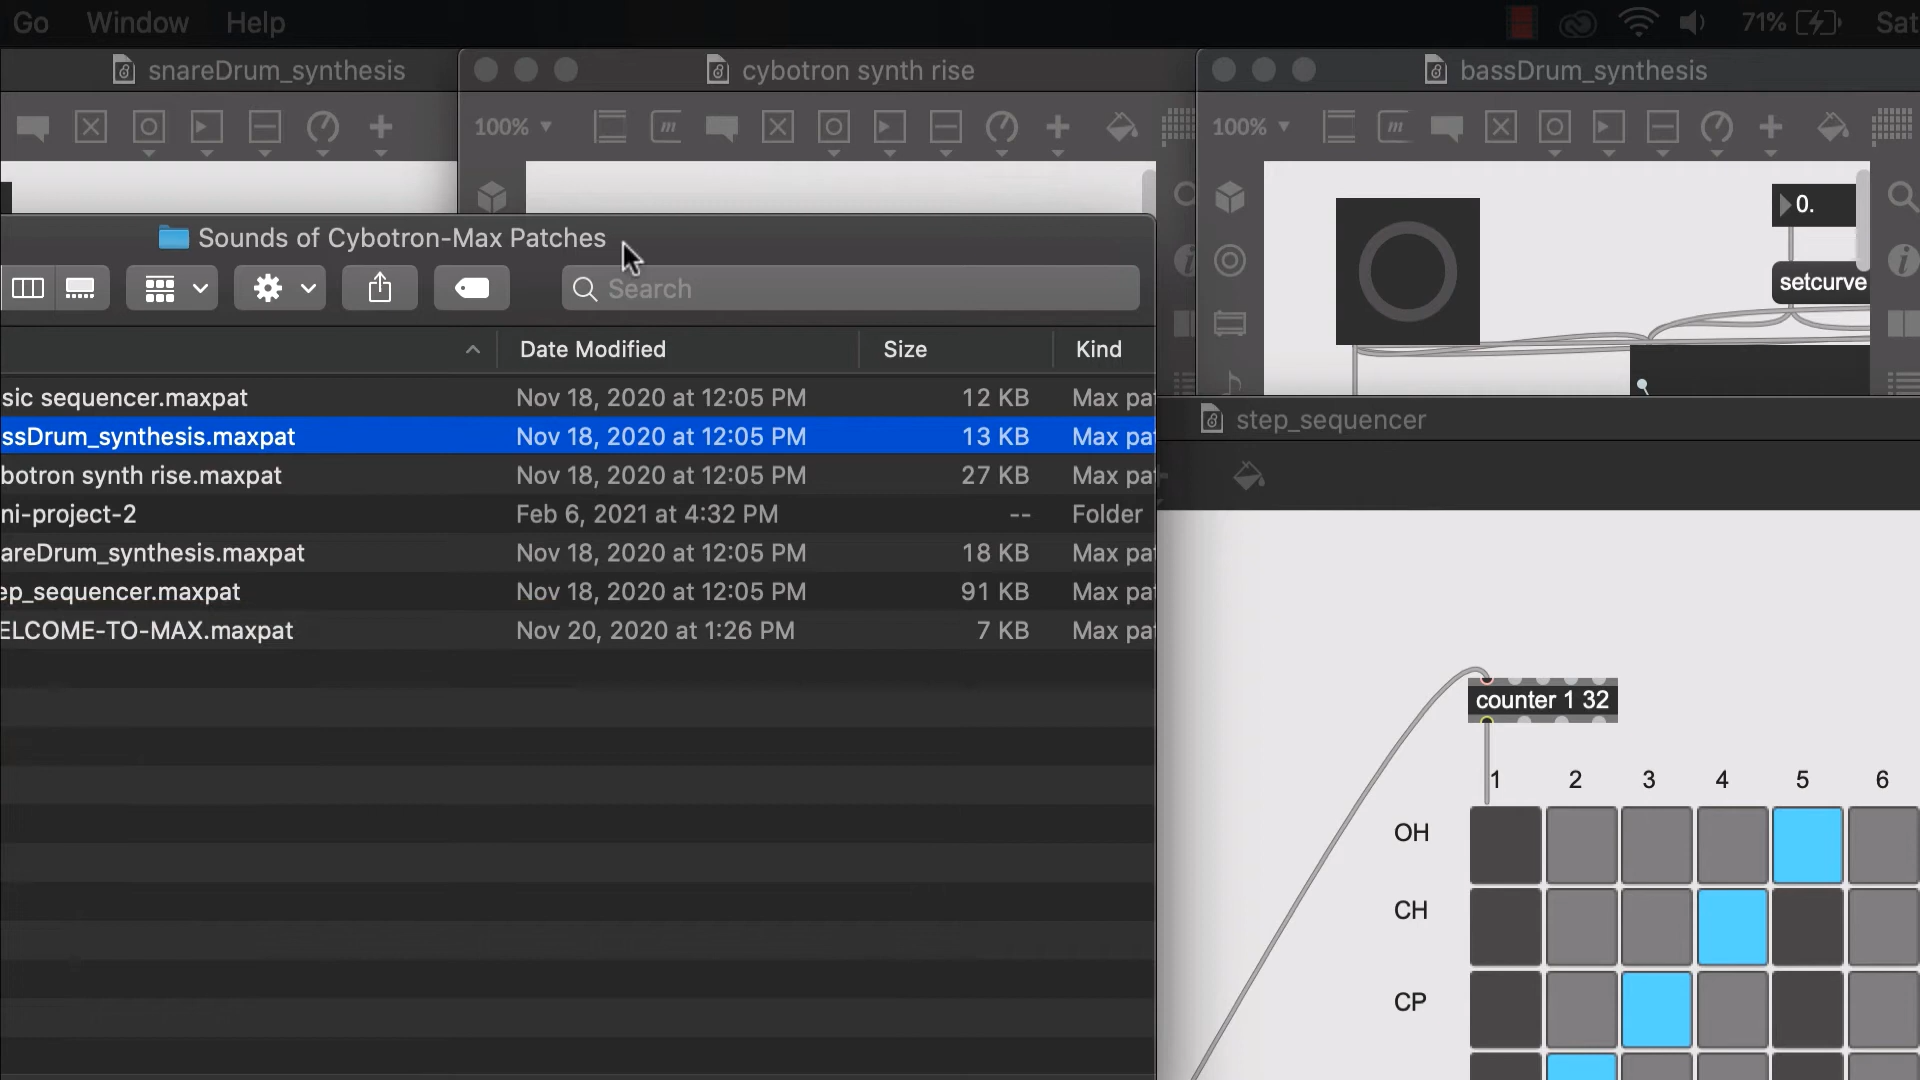 Go Window Help 71% Sat
snareDrum_synthesis
cybotron synth rise
bassDrum_synthesis
100%
100%
0.
setcurve
Sounds of Cybotron-Max Patches
Search
Date Modified Size Kind
sic sequencer.maxpat Nov 18, 2020 at 12:05 PM 12 KB Max pa
ssDrum_synthesis.maxpat Nov 18, 2020 at 12:05 PM 13 KB Max pa
botron synth rise.maxpat Nov 18, 2020 at 12:05 PM 27 KB Max pa
ni-project-2 Feb 6, 2021 at 4:32 PM -- Folder
areDrum_synthesis.maxpat Nov 18, 2020 at 12:05 PM 18 KB Max pa
ep_sequencer.maxpat Nov 18, 2020 at 12:05 PM 91 KB Max pa
ELCOME-TO-MAX.maxpat Nov 20, 2020 at 1:26 PM 7 KB Max pa
step_sequencer
counter 1 32
1 2 3 4 5 6
OH
CH
CP